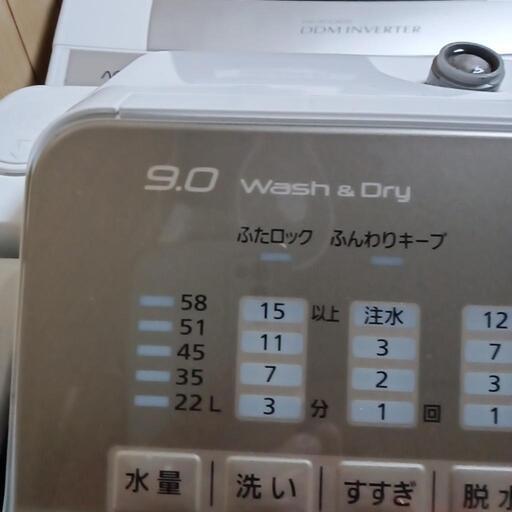 DDM INVERTER
9.0 Wash & Dry
ふたロック ふんわりキープ
58 15 以上 注水 12
51 11 3 7
45 7 2 3
35 3 分 1 回 1
22 L
水量 洗い すすぎ 脱水